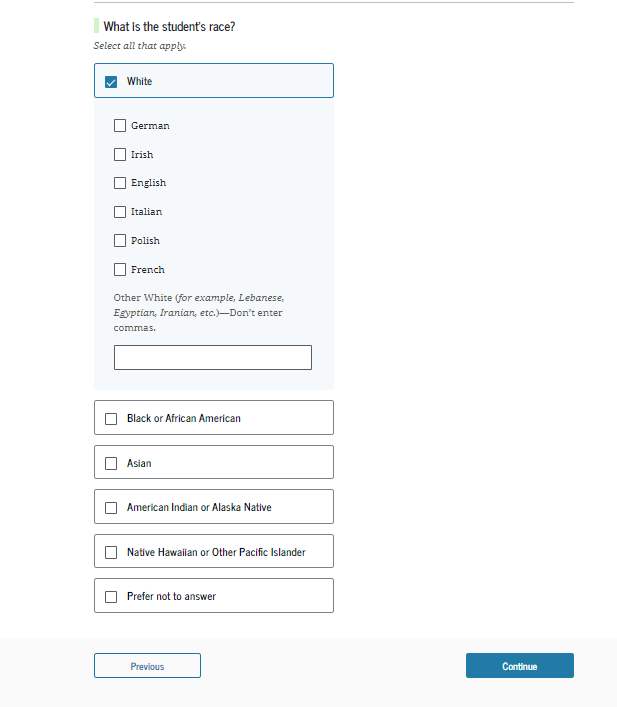 What is the student's race?
Select all that apply.
White
German
Irish
English
Italian
Polish
French
Other White (for example, Lebanese,
Egyptian, Iranian, etc.)—Don't enter
commas.
Black or African American
Asian
American Indian or Alaska Native
Native Hawaiian or Other Pacific Islander
Prefer not to answer
Previous
Continue